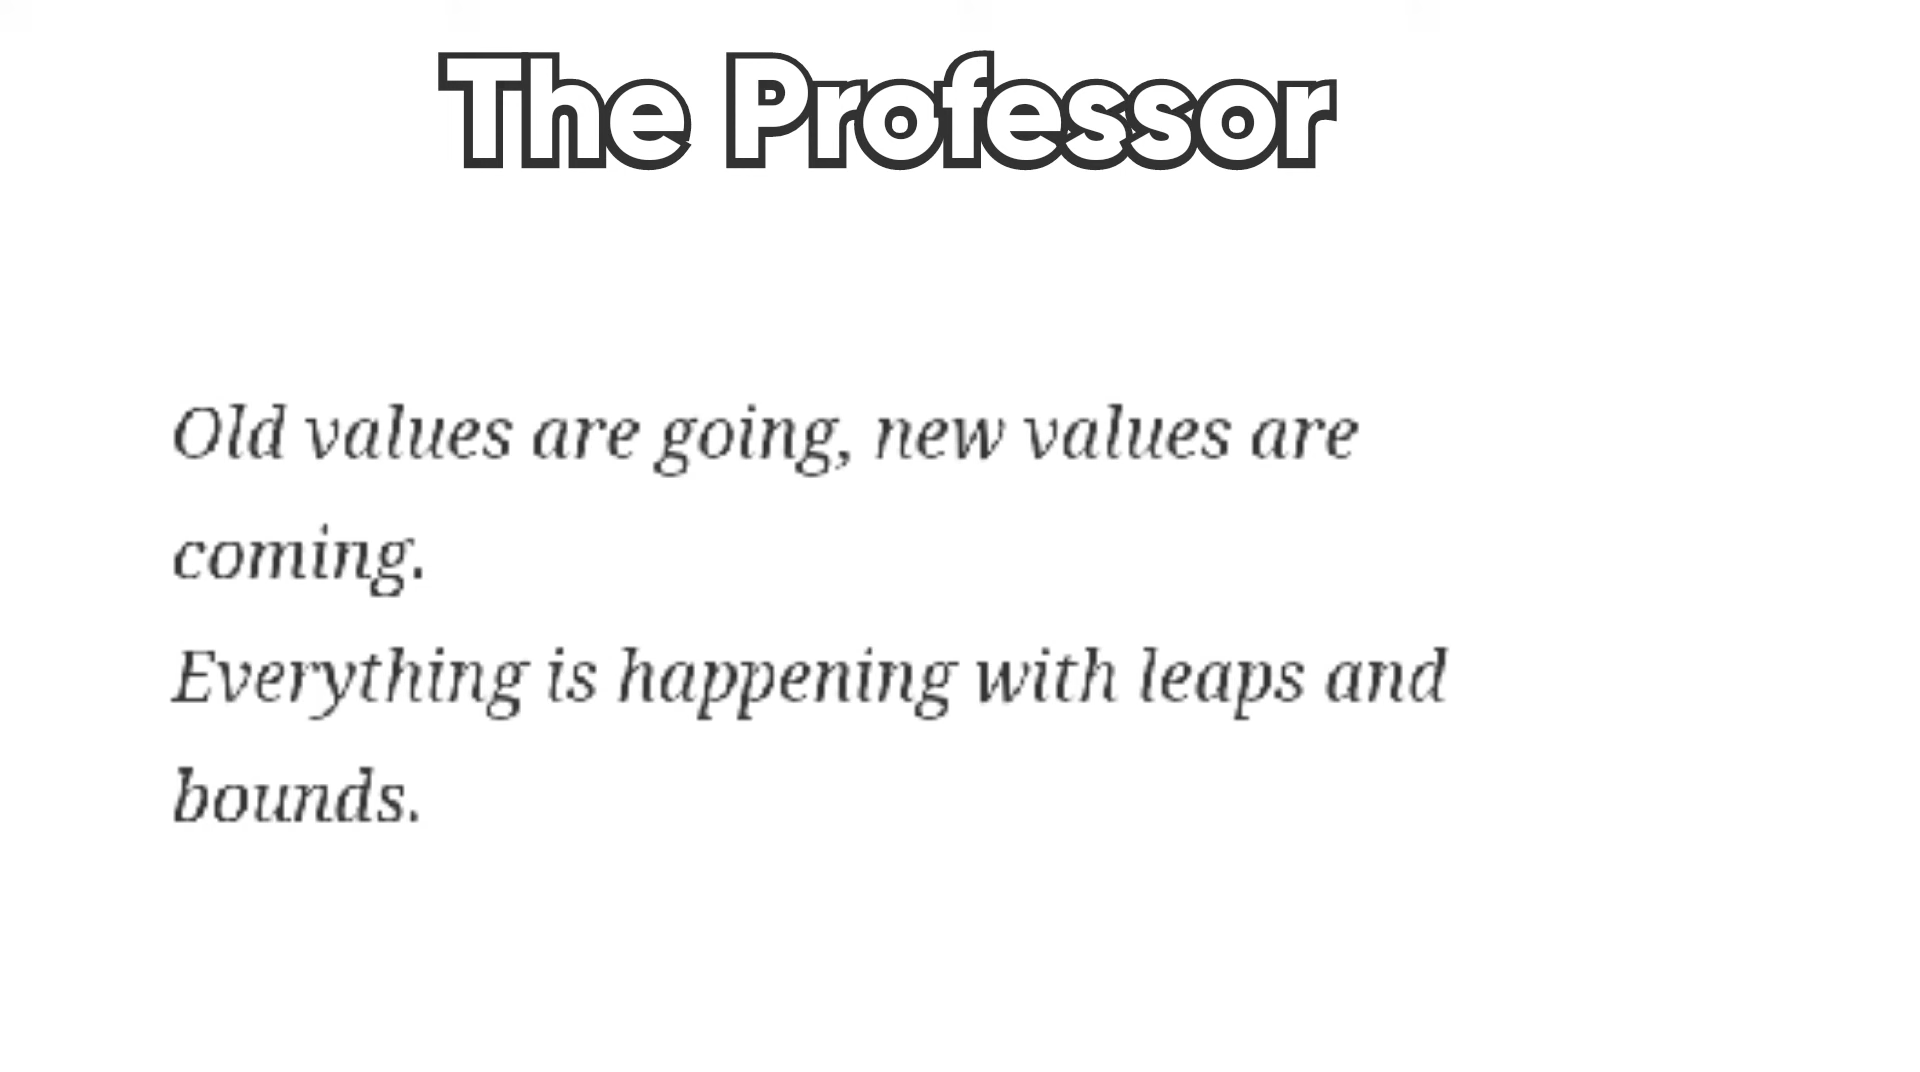 The Professor
Old values are going, new values are
coming.
Everything is happening with leaps and
bounds.